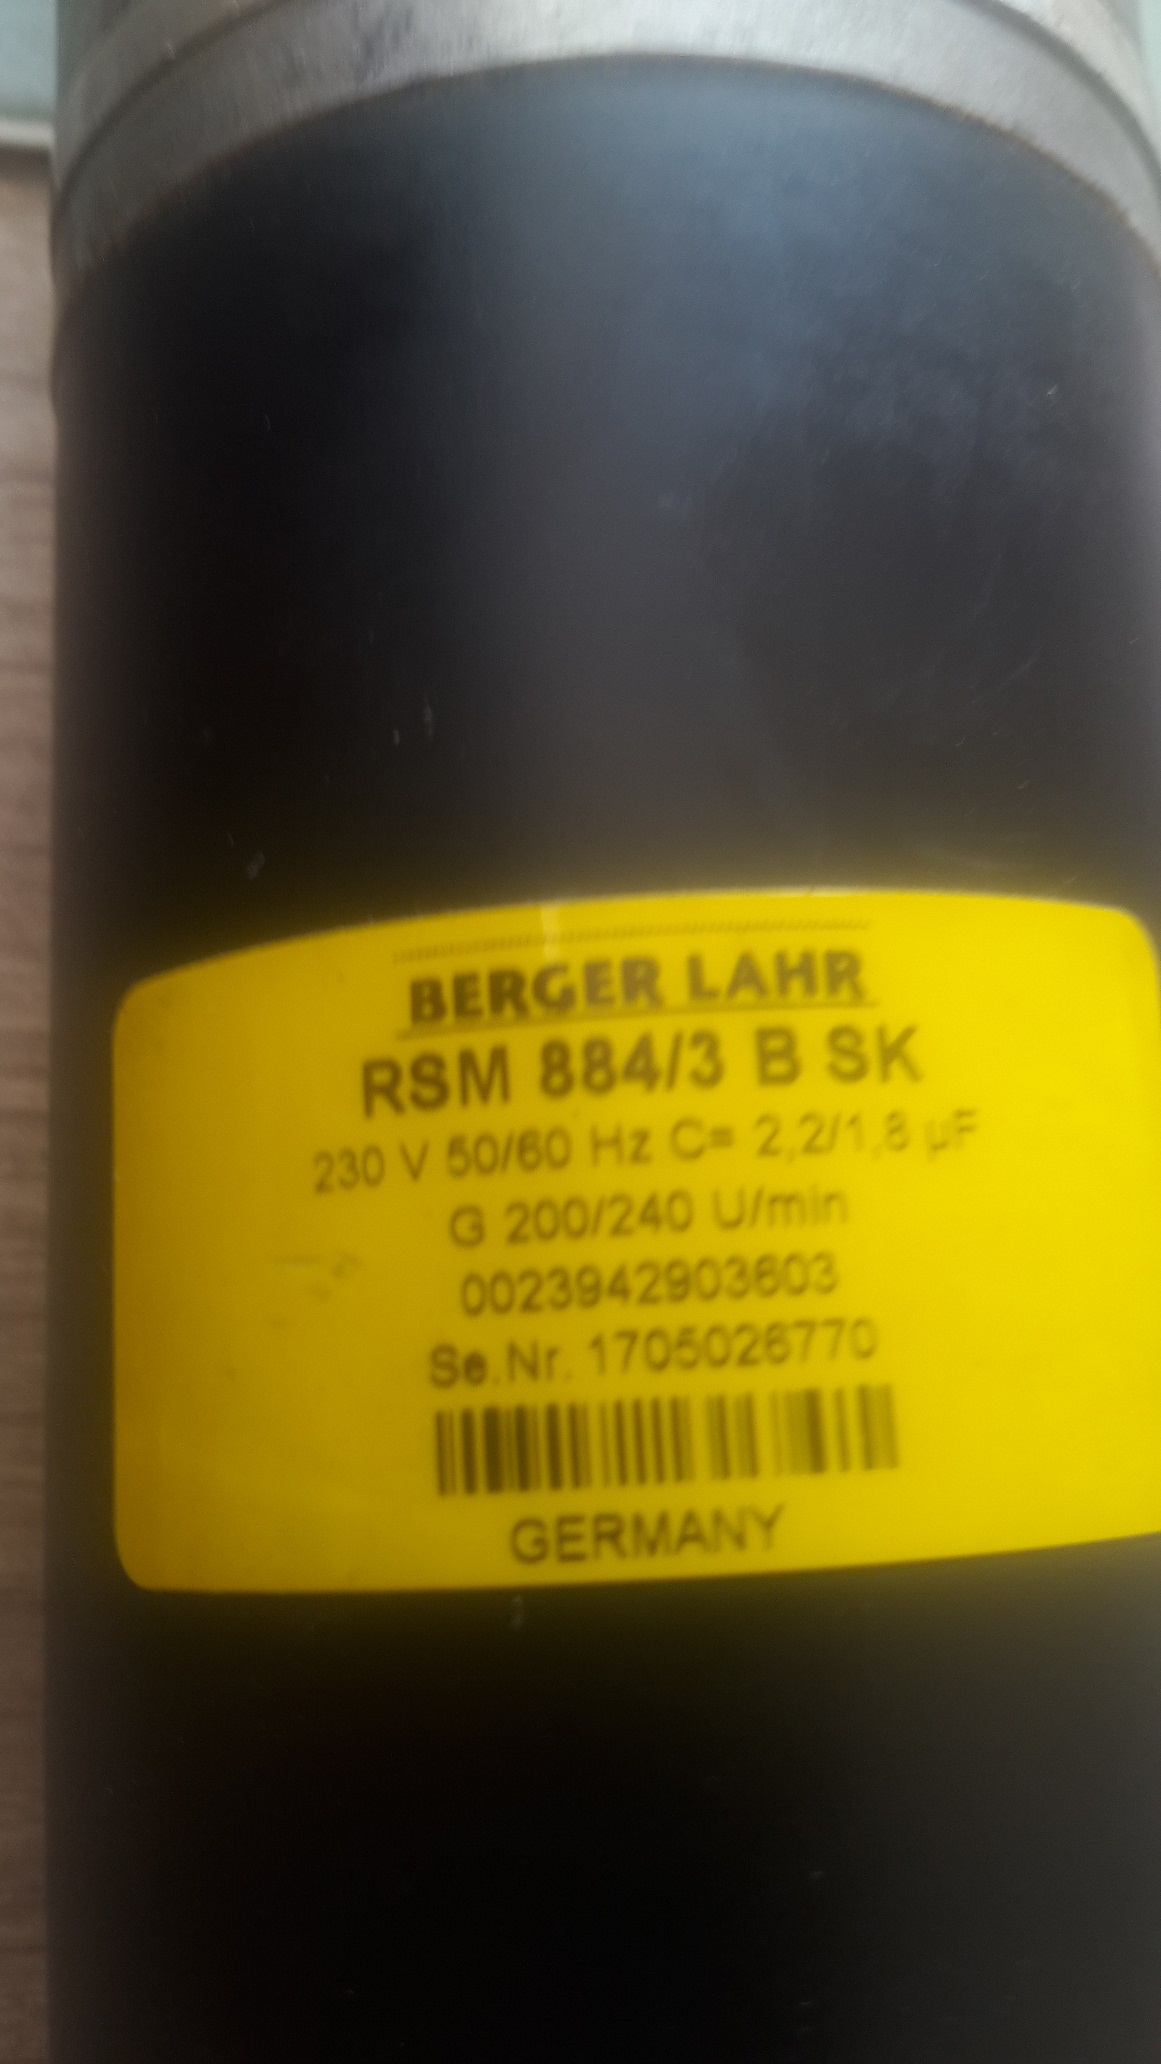 BERGER LAHR
RSM 884/3 B SK
230 V 50/60 Hz C= 2,2/1,8 µF
G 200/240 U/min
0023942903603
Se.Nr. 1705026770
GERMANY